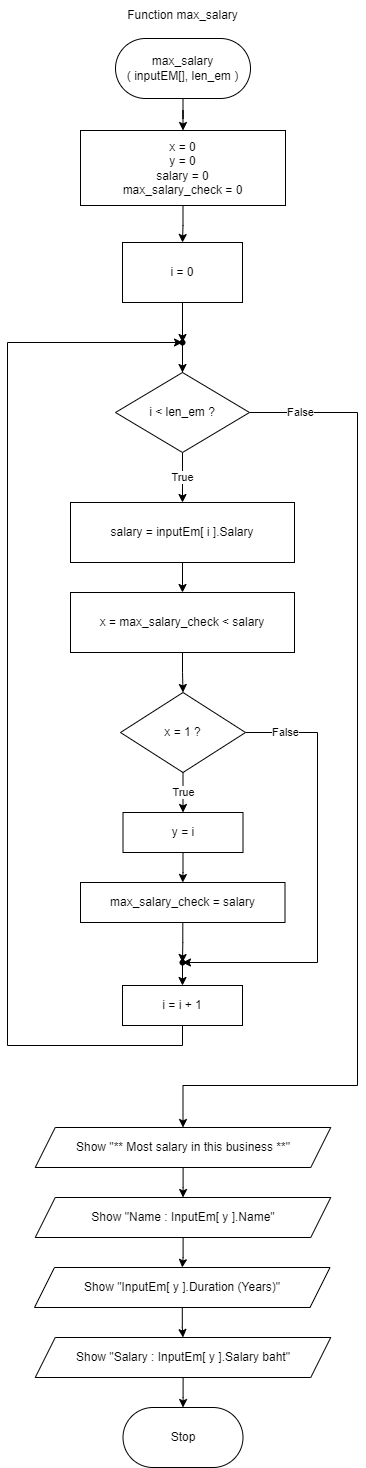 Function max_salary
max_salary
( inputEM[], len_em )
x = 0
y = 0
salary = 0
max_salary_check = 0
i = 0
i < len_em ?
False
True
salary = inputEm[ i ].Salary
x = max_salary_check < salary
x = 1 ?
False
True
y = i
max_salary_check = salary
i = i + 1
Show "** Most salary in this business **"
Show "Name : InputEm[ y ].Name"
Show "InputEm[ y ].Duration (Years)"
Show "Salary : InputEm[ y ].Salary baht"
Stop